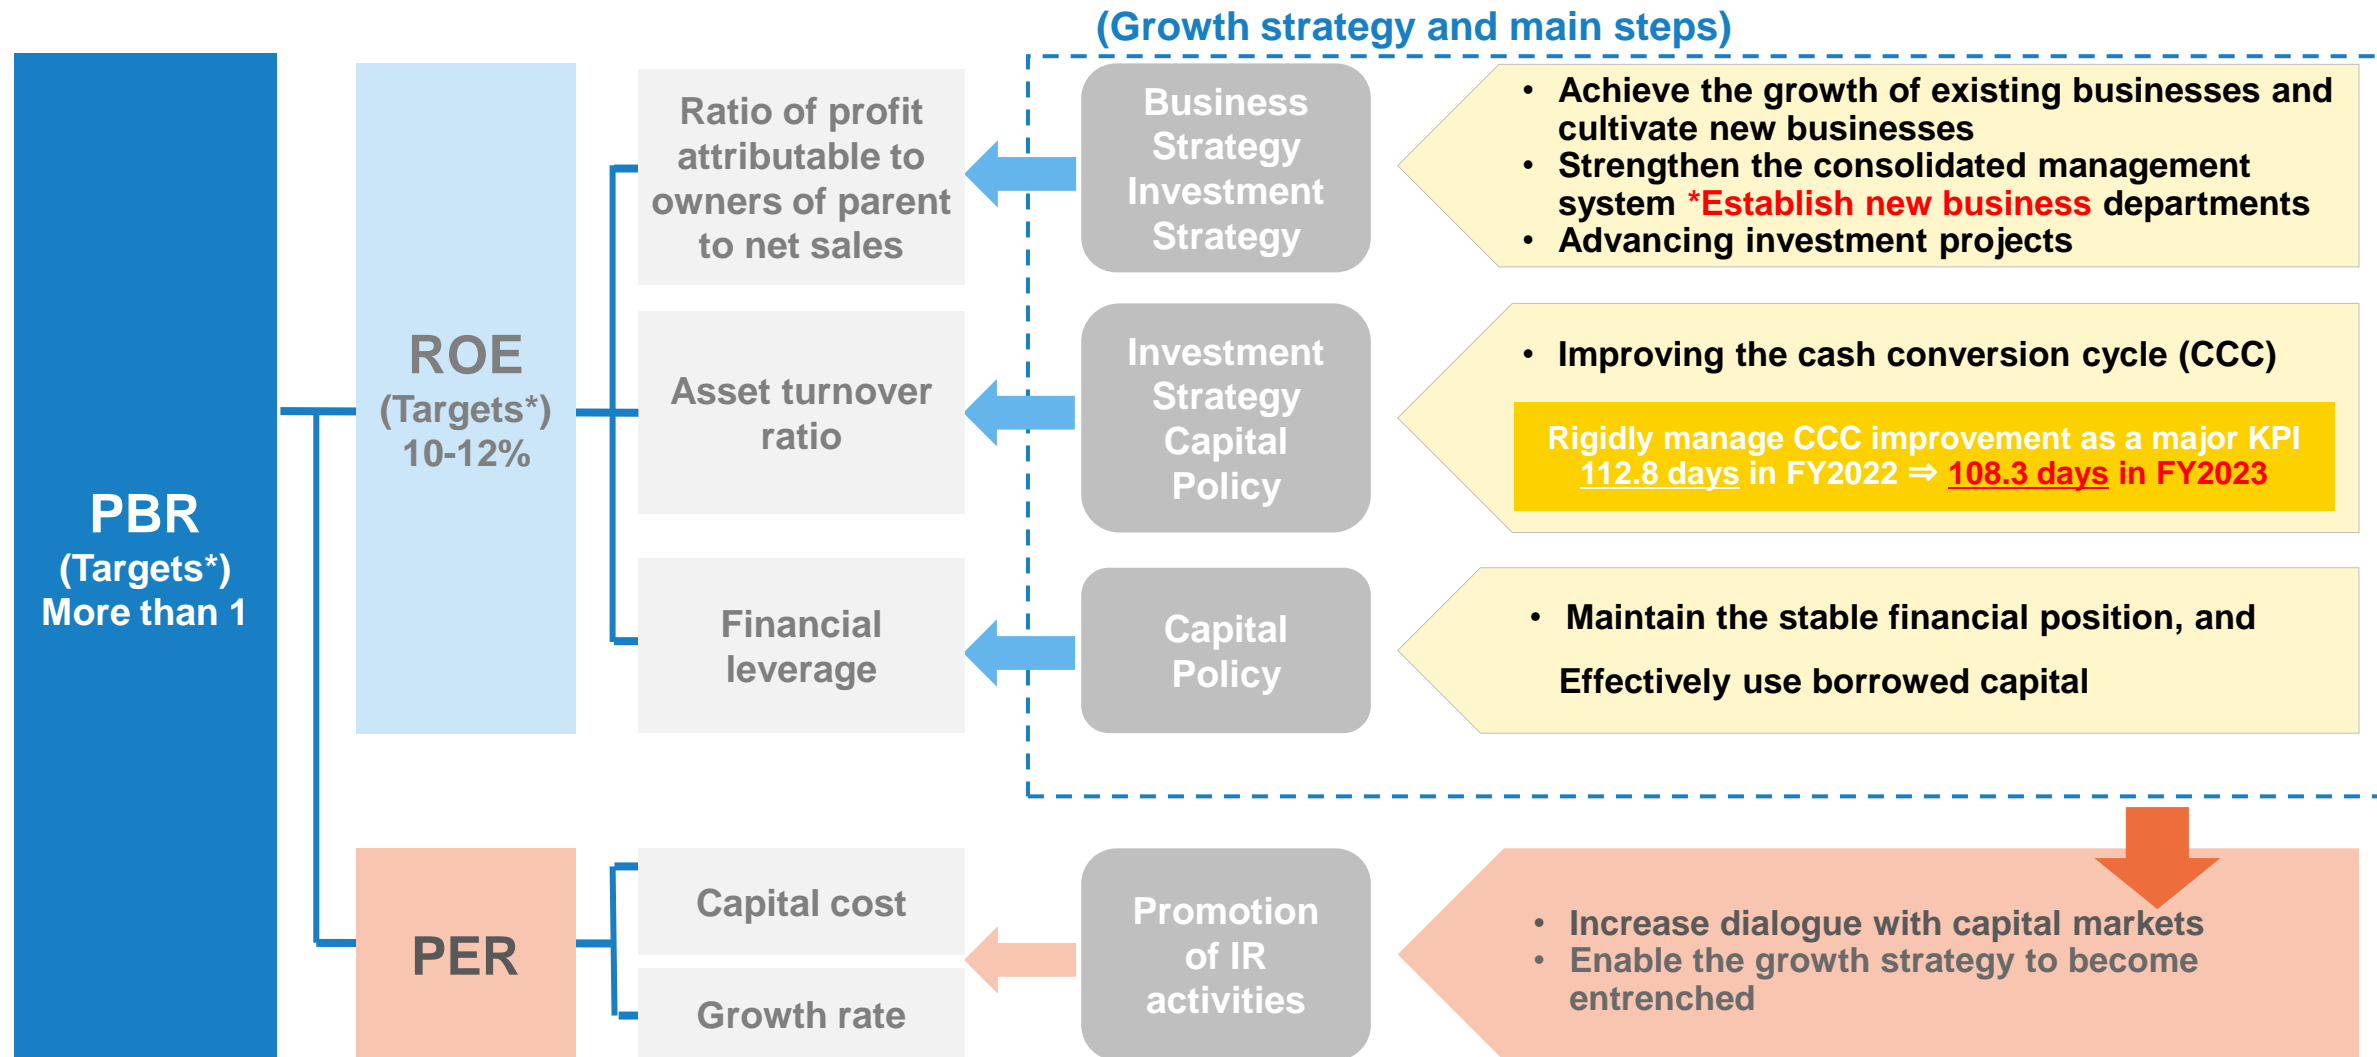 (Growth strategy and main steps)
PBR
(Targets*)
More than 1
ROE
(Targets*)
10-12%
Ratio of profit
attributable to
owners of parent
to net sales
Business
Strategy
Investment
Strategy
• Achieve the growth of existing businesses and
cultivate new businesses
• Strengthen the consolidated management
system *Establish new business departments
• Advancing investment projects
Asset turnover
ratio
Investment
Strategy
Capital
Policy
• Improving the cash conversion cycle (CCC)
Rigidly manage CCC improvement as a major KPI
112.8 days in FY2022 ⇒ 108.3 days in FY2023
Financial
leverage
Capital
Policy
• Maintain the stable financial position, and
Effectively use borrowed capital
PER
Capital cost
Growth rate
Promotion
of IR
activities
• Increase dialogue with capital markets
• Enable the growth strategy to become
entrenched